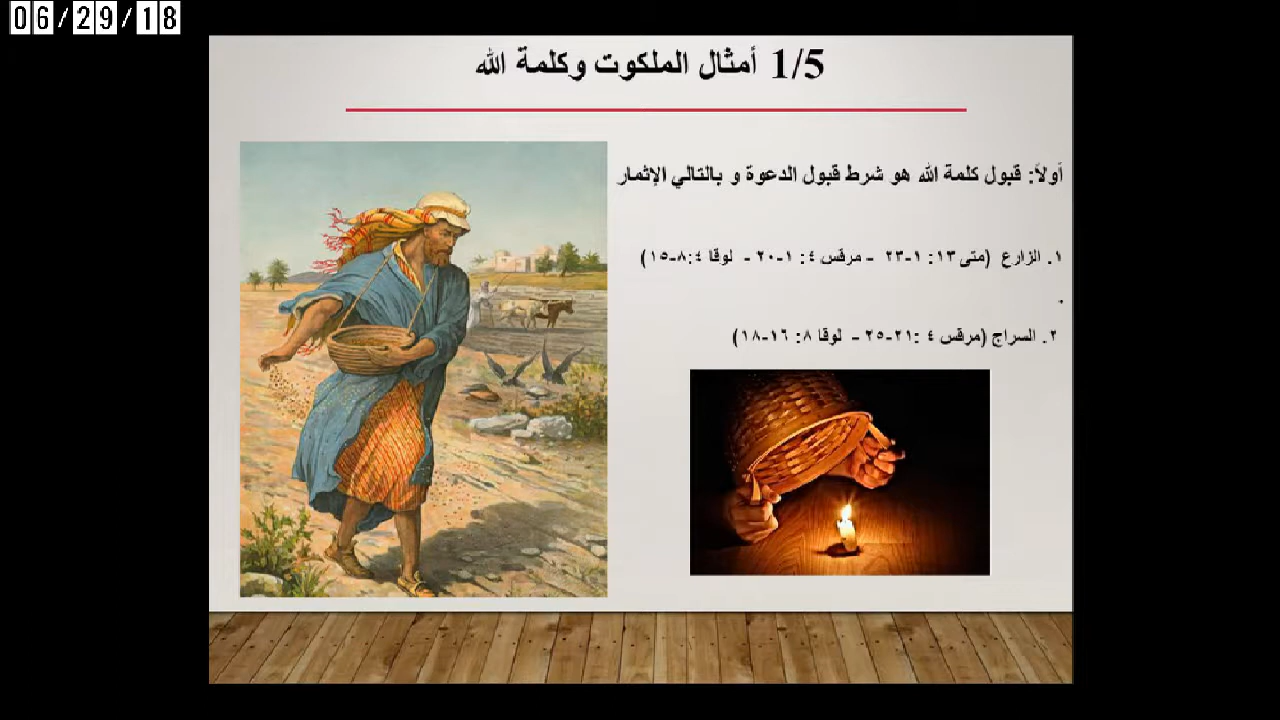 06/29/18
1/5 أمثال الملكوت وكلمة الله
أولاً: قبول كلمة الله هو شرط قبول الدعوة و بالتالي الإثمار
١. الزارع (متى ١٣: ١-٢٣ - مرقس ٤: ١-٢٠ - لوقا ٤:٨-١٥)
.
٢. السراج (مرقس ٤: ٢١-٢٥ - لوقا ٨: ١٦-١٨)